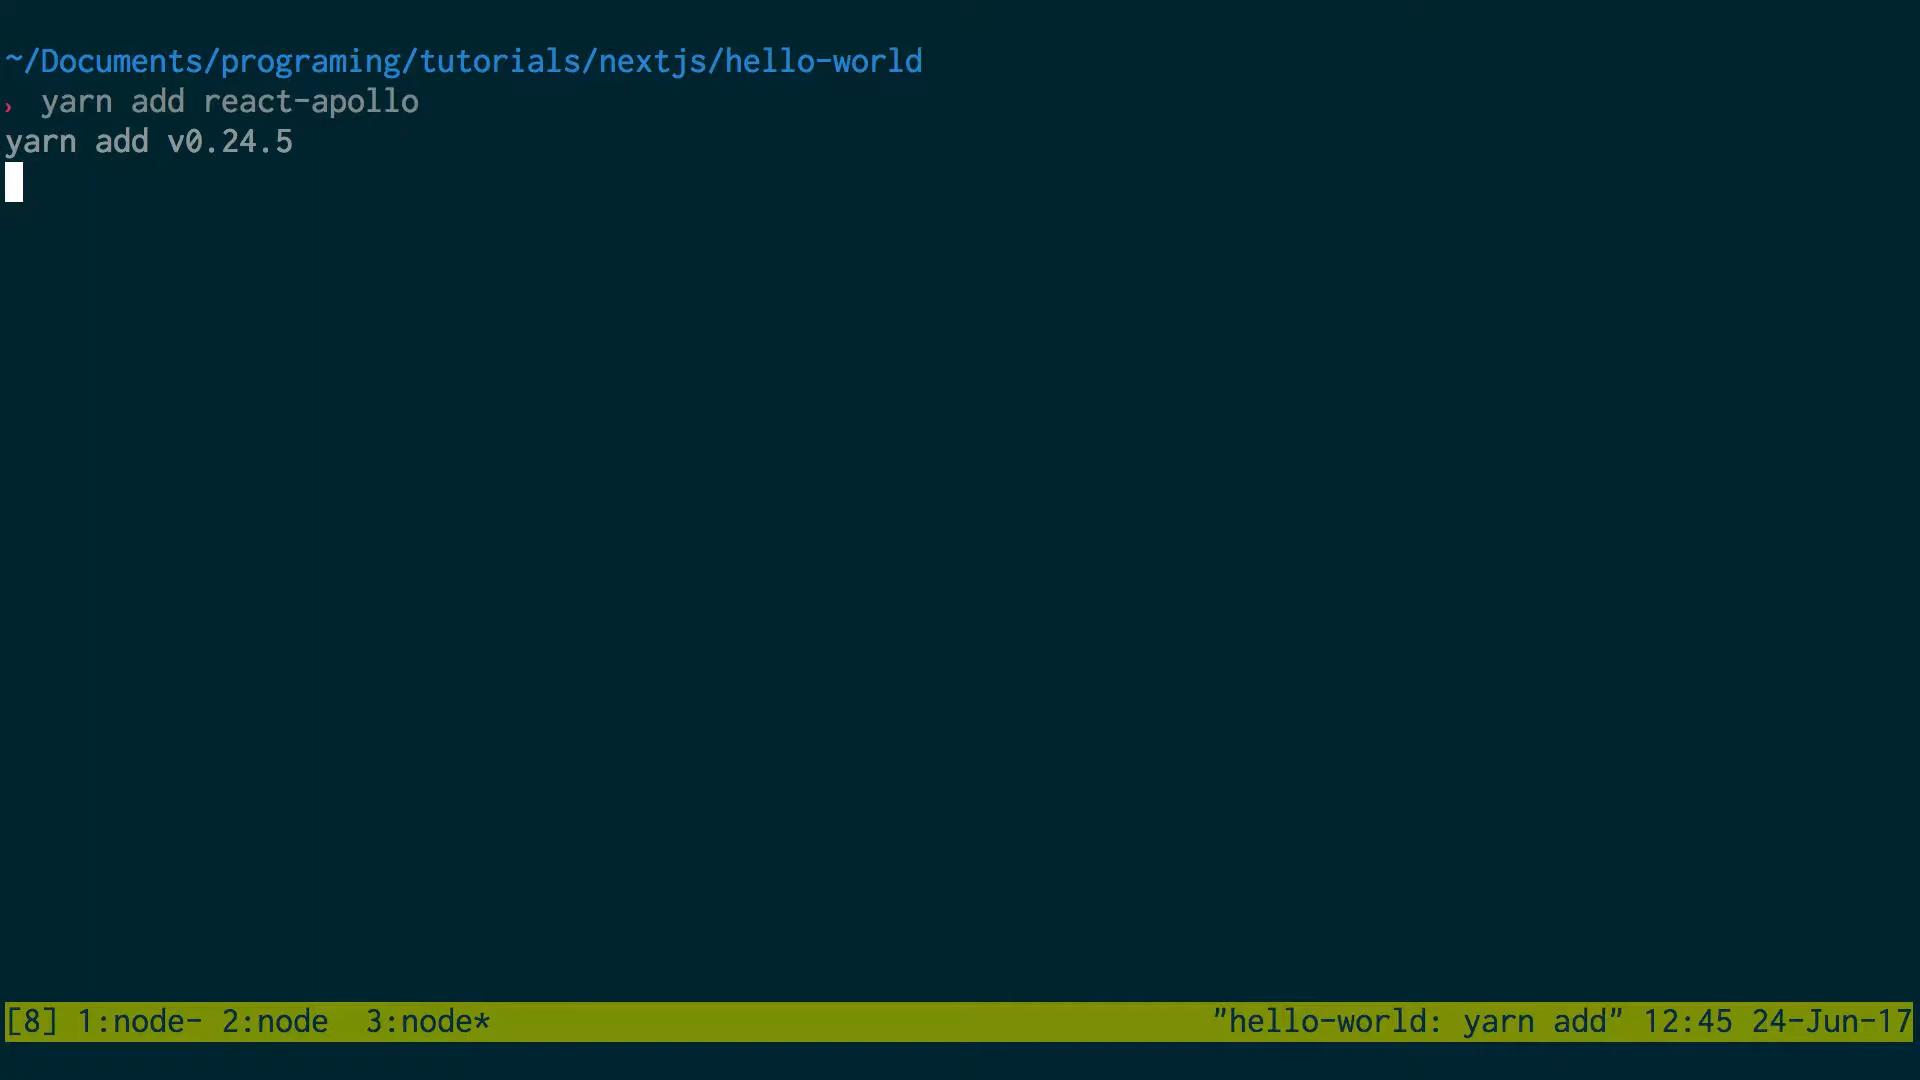 ~/Documents/programing/tutorials/nextjs/hello-world
› yarn add react-apollo
yarn add v0.24.5
[8] 1:node- 2:node  3:node* "hello-world: yarn add" 12:45 24-Jun-17